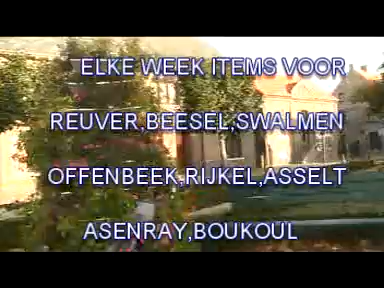 ELKE WEEK ITEMS VOOR
REUVER,BEESEL,SWALMEN
OFFENBEEK,RIJKEL,ASSELT
ASENRAY,BOUKOUL